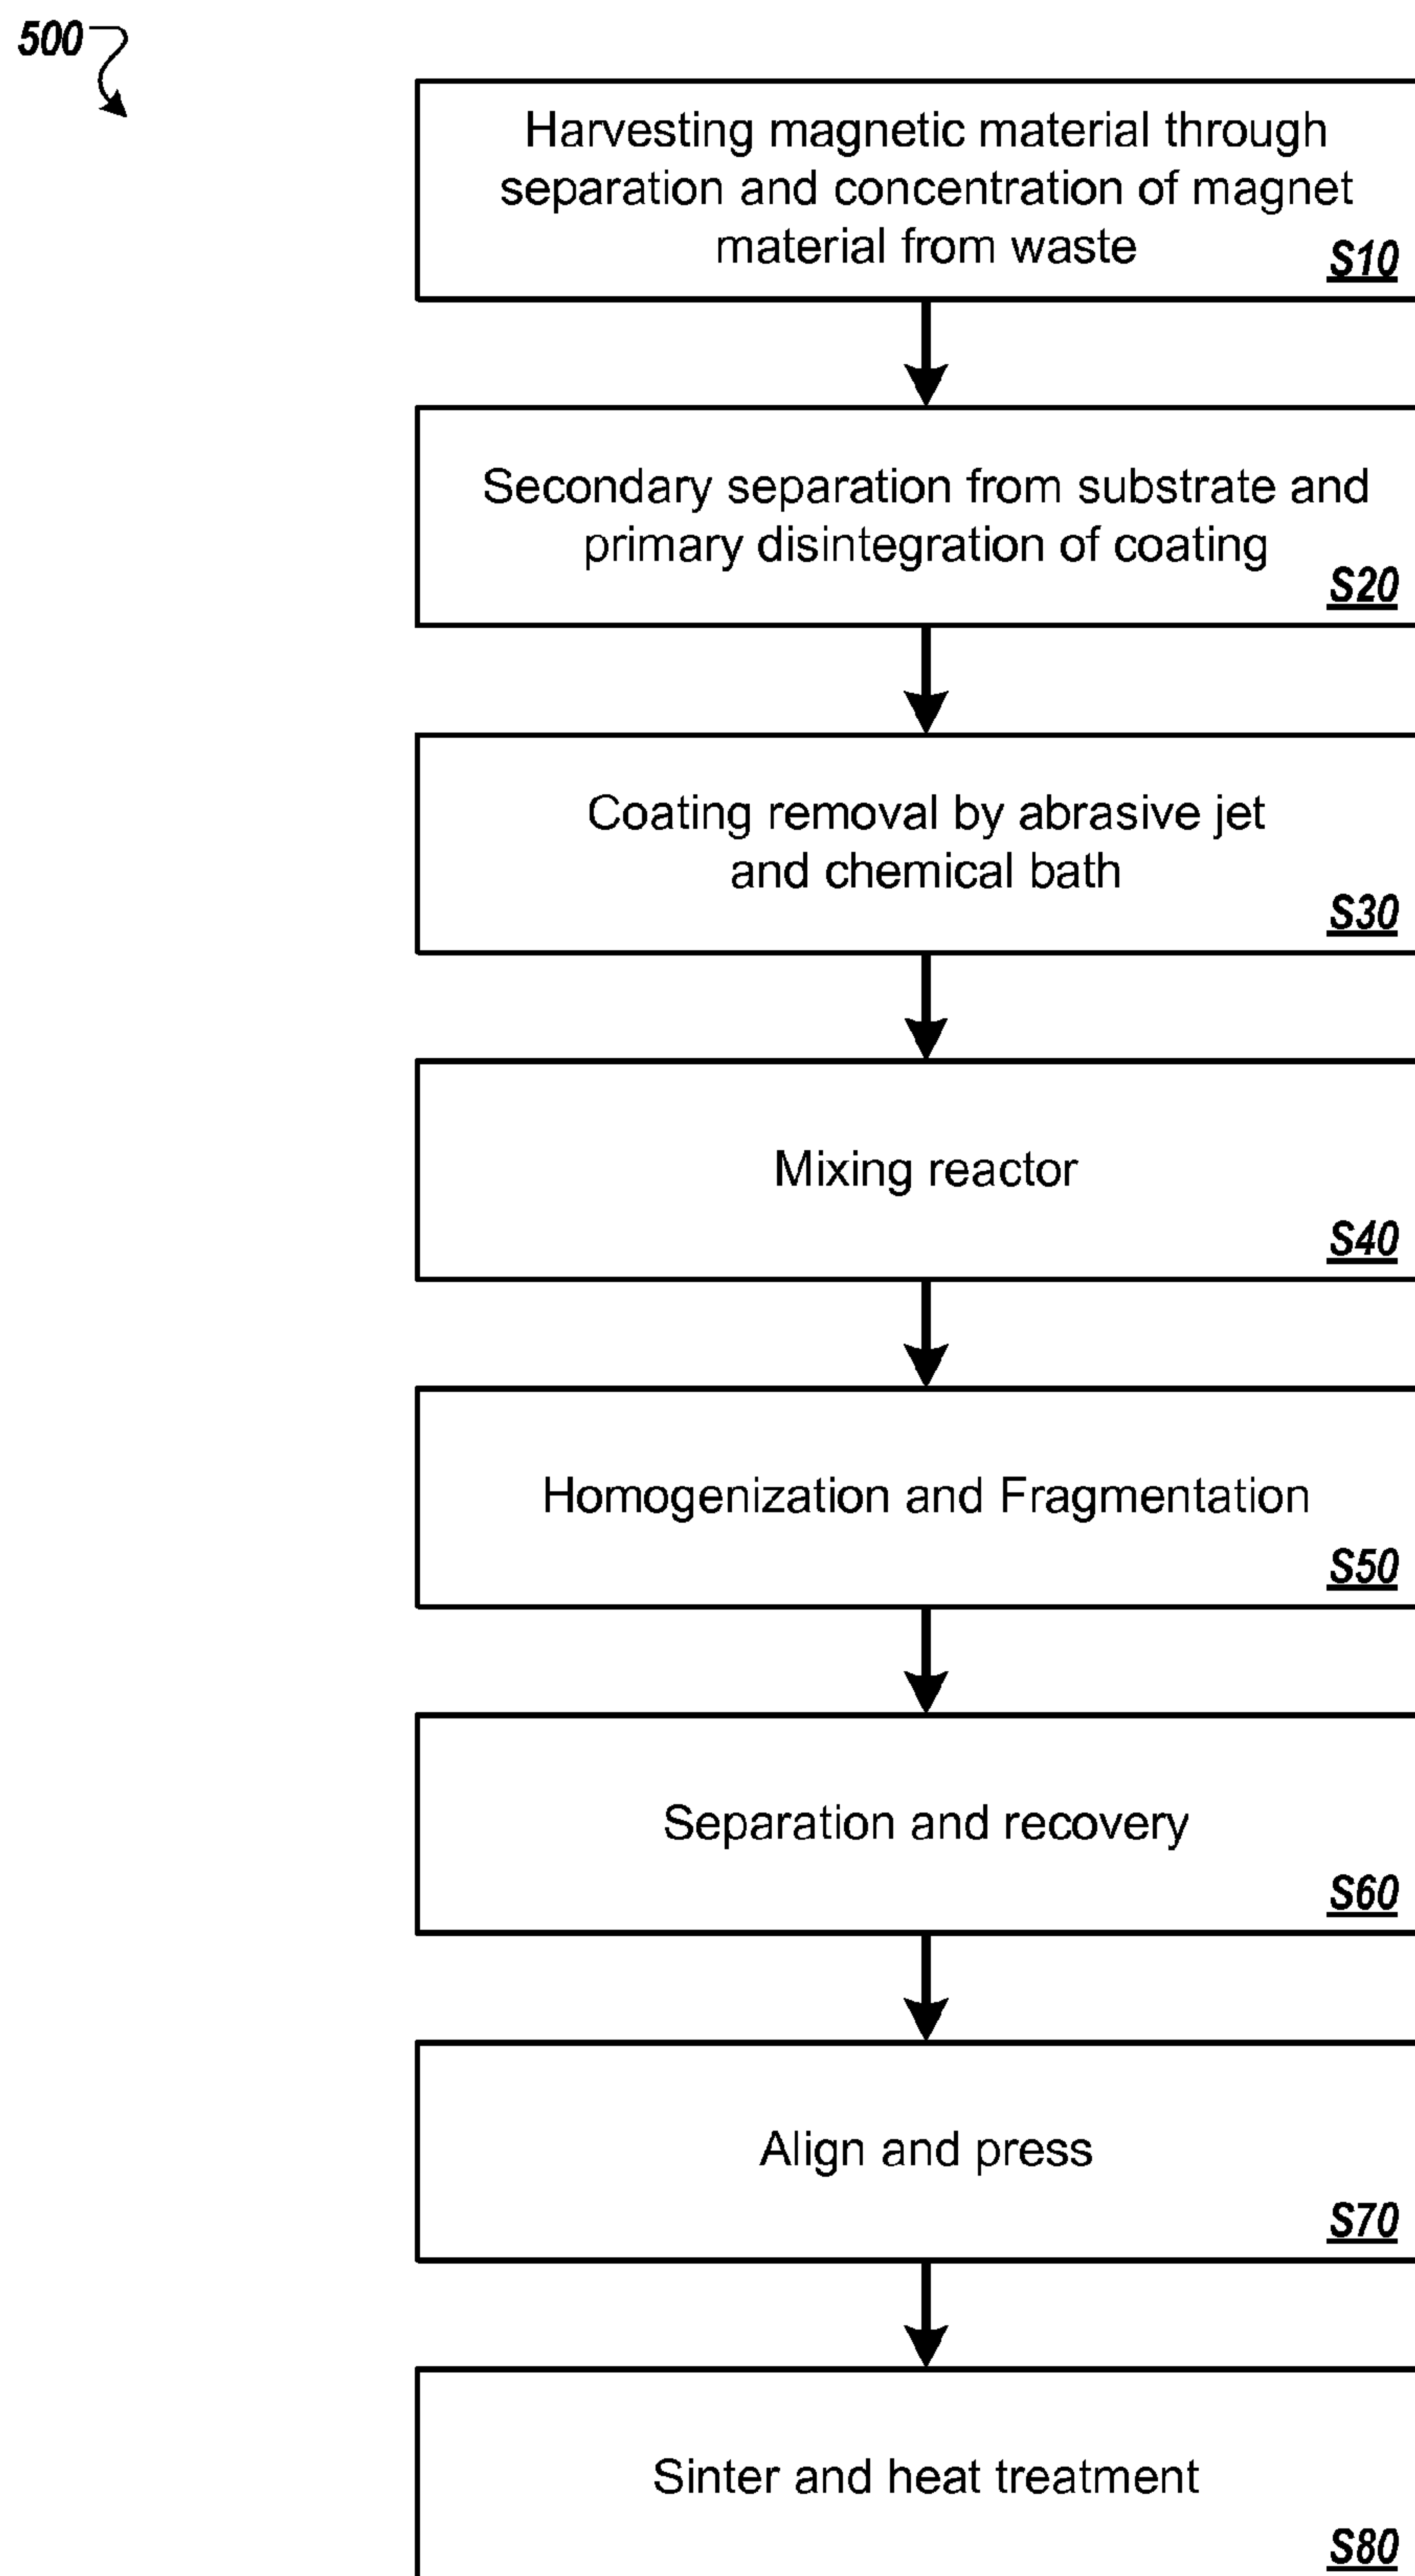 500
Harvesting magnetic material through
separation and concentration of magnet
material from waste
S10
Secondary separation from substrate and
primary disintegration of coating
S20
Coating removal by abrasive jet
and chemical bath
S30
Mixing reactor
S40
Homogenization and Fragmentation
S50
Separation and recovery
S60
Align and press
S70
Sinter and heat treatment
S80